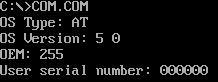 C:\>COM.COM
OS Type: AT
OS Version: 5 0
OEM: 255
User serial number: 000000